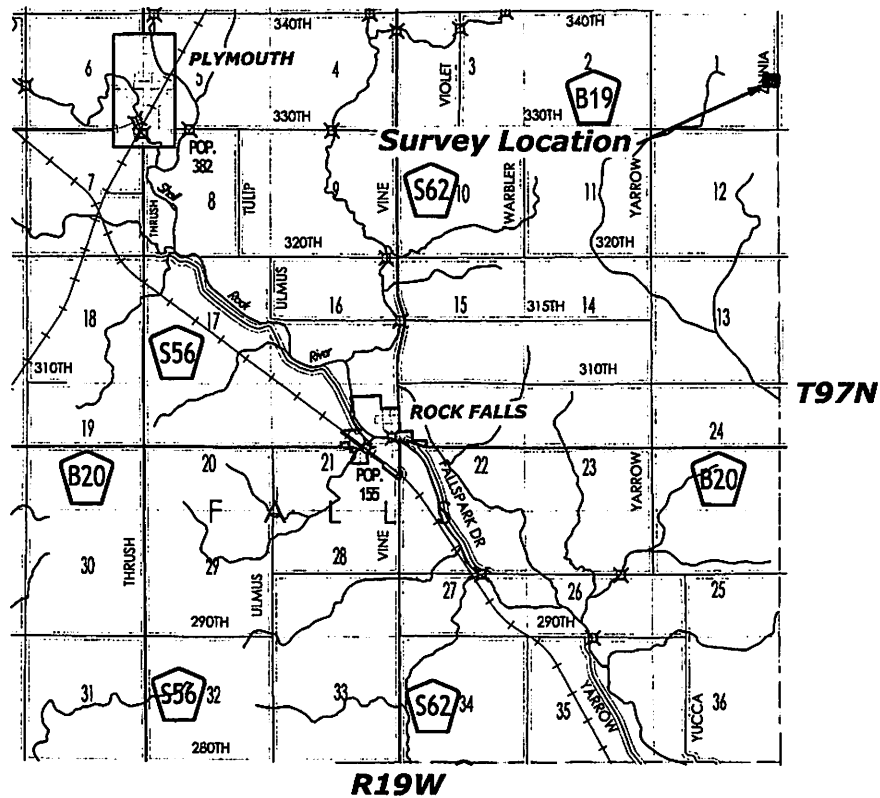 340TH 340TH
6 PLYMOUTH 5 4 VIOLET 3 2 1 NIA
B19
330TH 330TH
Survey Location
POP.
382
7 Shell THRUSH 8 TULIP 9 VINE S62 10 WARBLER 11 YARROW 12
320TH 320TH
18 S56 17 Rock River ULMUS 16 15 315TH 14 13
310TH 310TH
T97N
ROCK FALLS
19 24
B20 20 21 22 FALLSPARK DR 23 YARROW B20
POP.
155
F A L L S
30 THRUSH 29 ULMUS 28 VINE 27 26 25
290TH 290TH
31 S56 32 33 S62 34 35 YARROW YUCCA 36
280TH
R19W